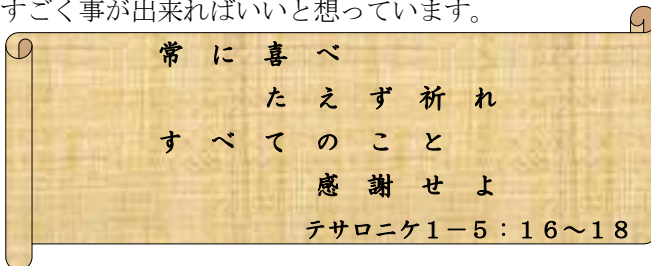 すごく事が出来ればいいと想っています。
常に喜べ
たえず祈れ
すべてのこと
感謝せよ
テサロニケ1－5：16～18